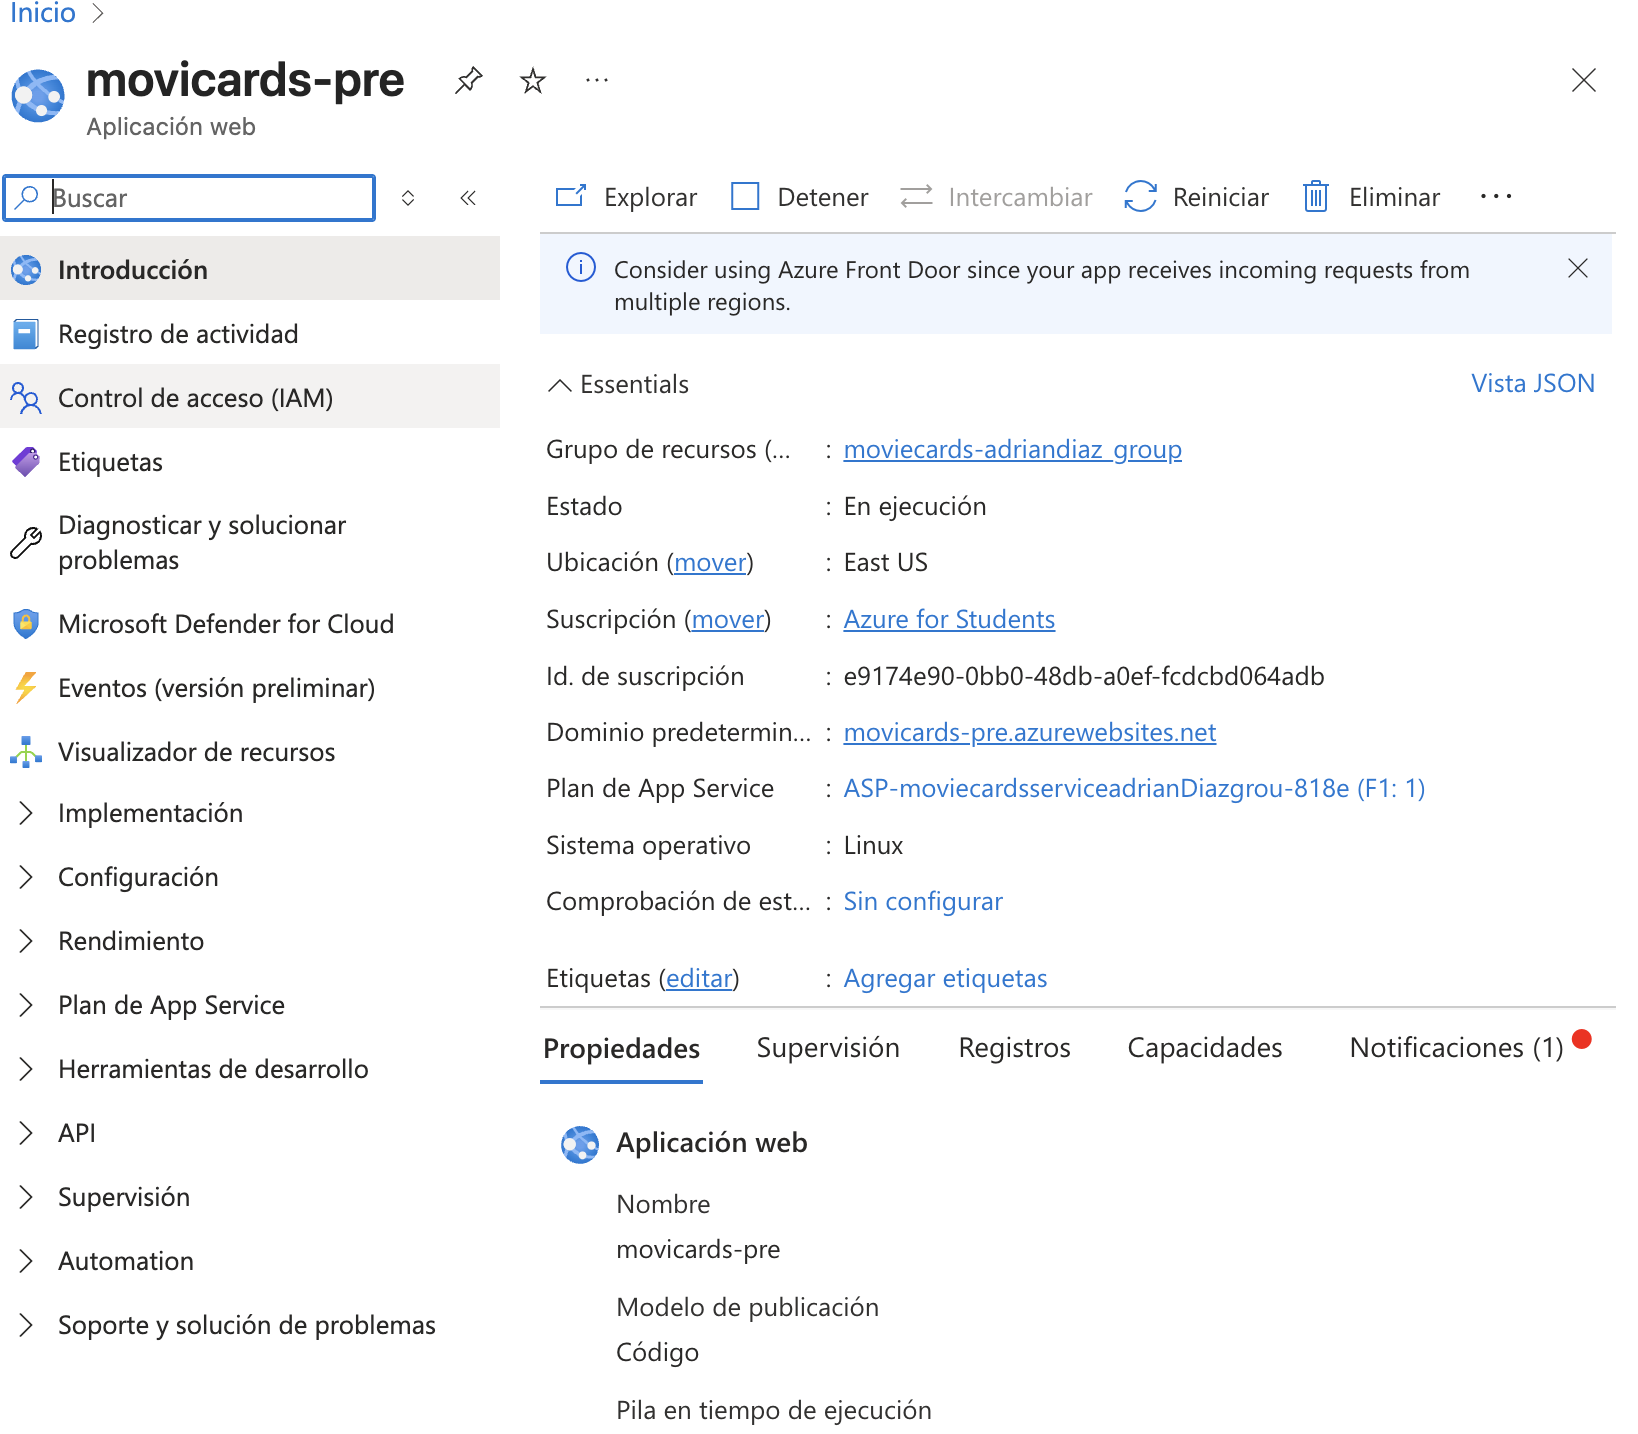 Inicio
movicards-pre
Aplicación web
Buscar
Explorar
Detener
Intercambiar
Reiniciar
Eliminar
Introducción
Registro de actividad
Control de acceso (IAM)
Etiquetas
Diagnosticar y solucionar
problemas
Microsoft Defender for Cloud
Eventos (versión preliminar)
Visualizador de recursos
Implementación
Configuración
Rendimiento
Plan de App Service
Herramientas de desarrollo
API
Supervisión
Automation
Soporte y solución de problemas
Consider using Azure Front Door since your app receives incoming requests from
multiple regions.
Essentials
Vista JSON
Grupo de recursos (... : moviecards-adriandiaz_group
Estado : En ejecución
Ubicación (mover) : East US
Suscripción (mover) : Azure for Students
Id. de suscripción : e9174e90-0bb0-48db-a0ef-fcdcbd064adb
Dominio predetermin... : movicards-pre.azurewebsites.net
Plan de App Service : ASP-moviecardsserviceadrianDiazgrou-818e (F1: 1)
Sistema operativo : Linux
Comprobación de est... : Sin configurar
Etiquetas (editar) : Agregar etiquetas
Propiedades
Supervisión
Registros
Capacidades
Notificaciones (1)
Aplicación web
Nombre
movicards-pre
Modelo de publicación
Código
Pila en tiempo de ejecución